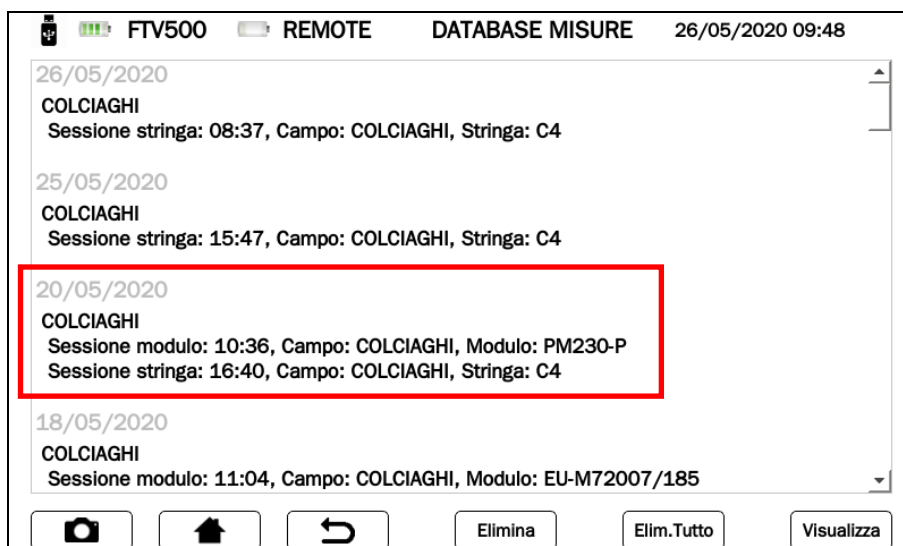 FTV500 REMOTE DATABASE MISURE 26/05/2020 09:48
26/05/2020
COLCIAGHI
Sessione stringa: 08:37, Campo: COLCIAGHI, Stringa: C4
25/05/2020
COLCIAGHI
Sessione stringa: 15:47, Campo: COLCIAGHI, Stringa: C4
20/05/2020
COLCIAGHI
Sessione modulo: 10:36, Campo: COLCIAGHI, Modulo: PM230-P
Sessione stringa: 16:40, Campo: COLCIAGHI, Stringa: C4
18/05/2020
COLCIAGHI
Sessione modulo: 11:04, Campo: COLCIAGHI, Modulo: EU-M72007/185
Elimina Elim.Tutto Visualizza